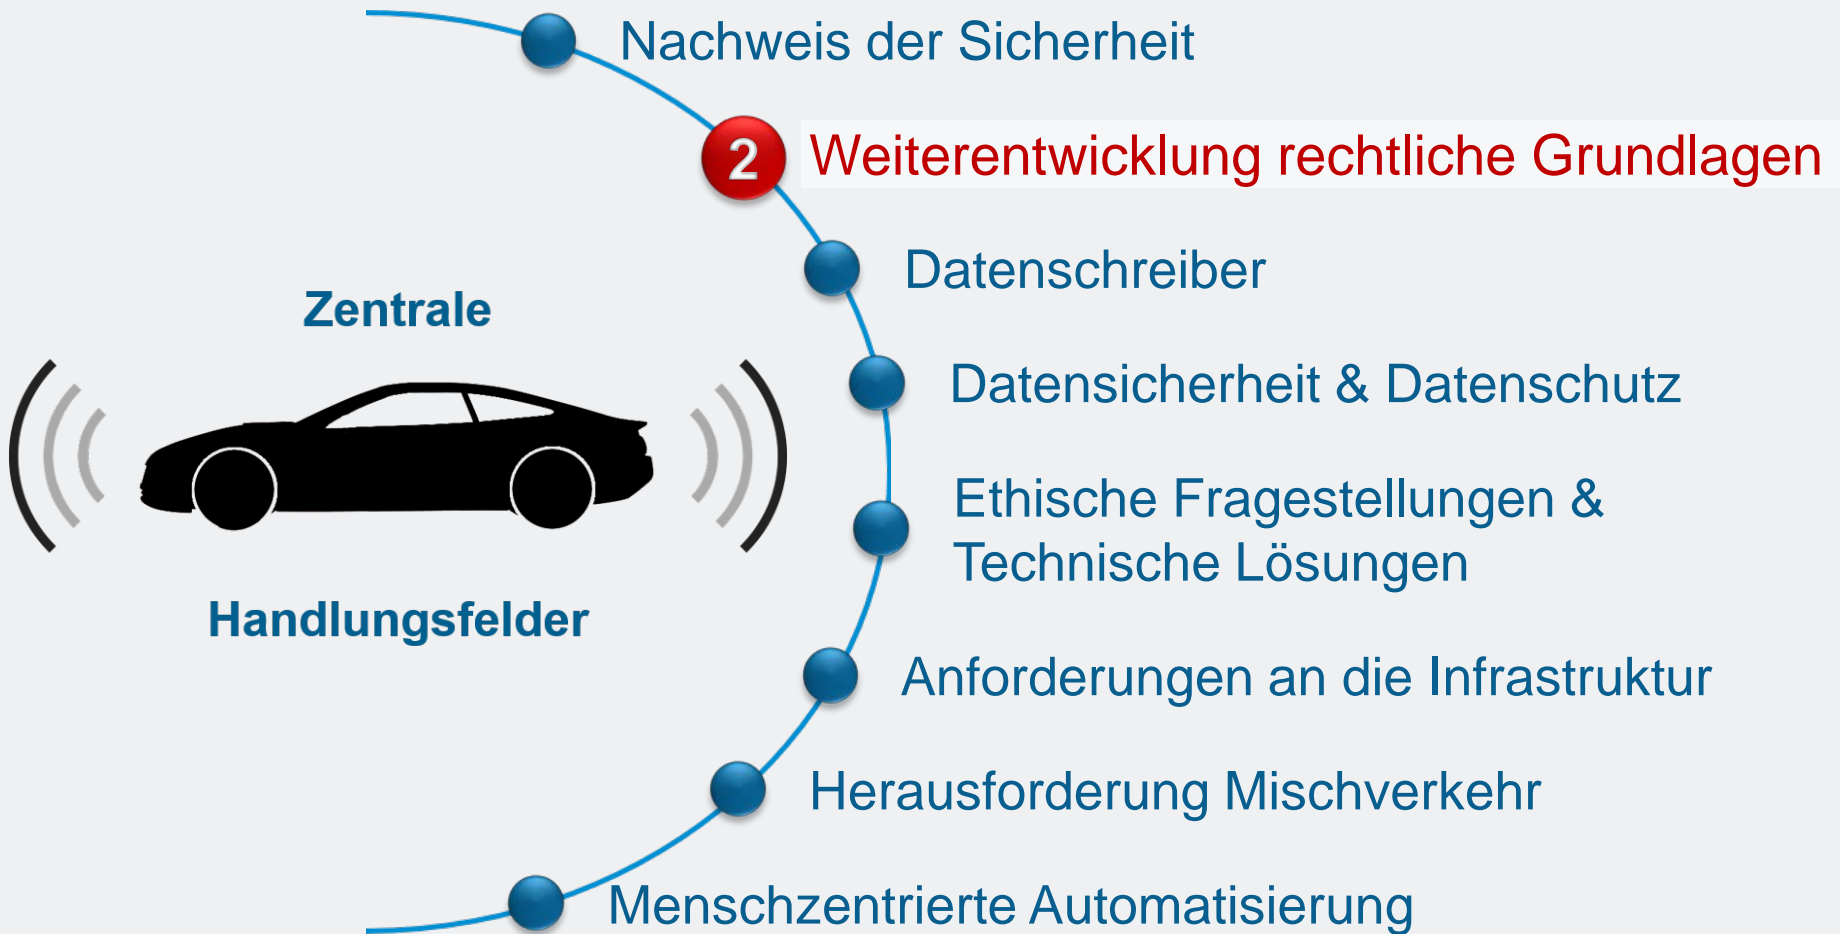 Nachweis der Sicherheit
2 Weiterentwicklung rechtliche Grundlagen
Datenschreiber
Zentrale
Datensicherheit & Datenschutz
Ethische Fragestellungen &
Technische Lösungen
Handlungsfelder
Anforderungen an die Infrastruktur
Herausforderung Mischverkehr
Menschzentrierte Automatisierung